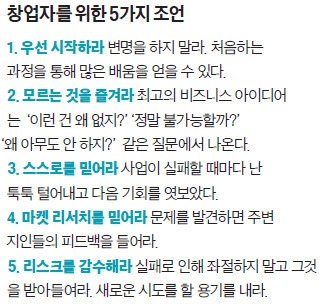 창업자를 위한 5가지 조언
1. 우선 시작하라 변명을 하지 말라. 처음하는
과정을 통해 많은 배움을 얻을 수 있다.
2. 모르는 것을 즐겨라 최고의 비즈니스 아이디어
는 ‘이런 건 왜 없지?’ ‘정말 불가능할까?’
‘왜 아무도 안 하지?’ 같은 질문에서 나온다.
3. 스스로를 믿어라 사업이 실패할 때마다 난
툭툭 털어내고 다음 기회를 엿보았다.
4. 마켓 리서치를 믿어라 문제를 발견하면 주변
지인들의 피드백을 들어라.
5. 리스크를 감수해라 실패로 인해 좌절하지 말고 그것
을 받아들여라. 새로운 시도를 할 용기를 내라.